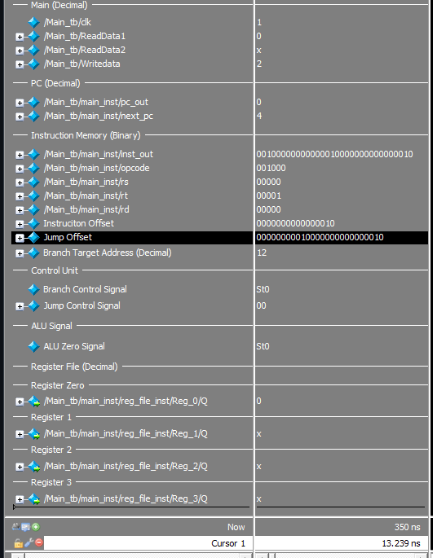 Main (Decimal)
/Main_tb/clk 1
/Main_tb/ReadData1 0
/Main_tb/ReadData2 x
/Main_tb/Writedata 2
PC (Decimal)
/Main_tb/main_inst/pc_out 0
/Main_tb/main_inst/next_pc 4
Instruction Memory (Binary)
/Main_tb/main_inst/inst_out 00100000000000010000000000000010
/Main_tb/main_inst/opcode 001000
/Main_tb/main_inst/rs 00000
/Main_tb/main_inst/rt 00001
/Main_tb/main_inst/rd 00000
Instruciton Offset 0000000000000010
Jump Offset 00000000010000000000000010
Branch Target Address (Decimal) 12
Control Unit
Branch Control Signal St0
Jump Control Signal 00
ALU Signal
ALU Zero Signal St0
Register File (Decimal)
Register Zero
/Main_tb/main_inst/reg_file_inst/Reg_0/Q 0
Register 1
/Main_tb/main_inst/reg_file_inst/Reg_1/Q x
Register 2
/Main_tb/main_inst/reg_file_inst/Reg_2/Q x
Register 3
/Main_tb/main_inst/reg_file_inst/Reg_3/Q x
Now 350 ns
Cursor 1 13.239 ns